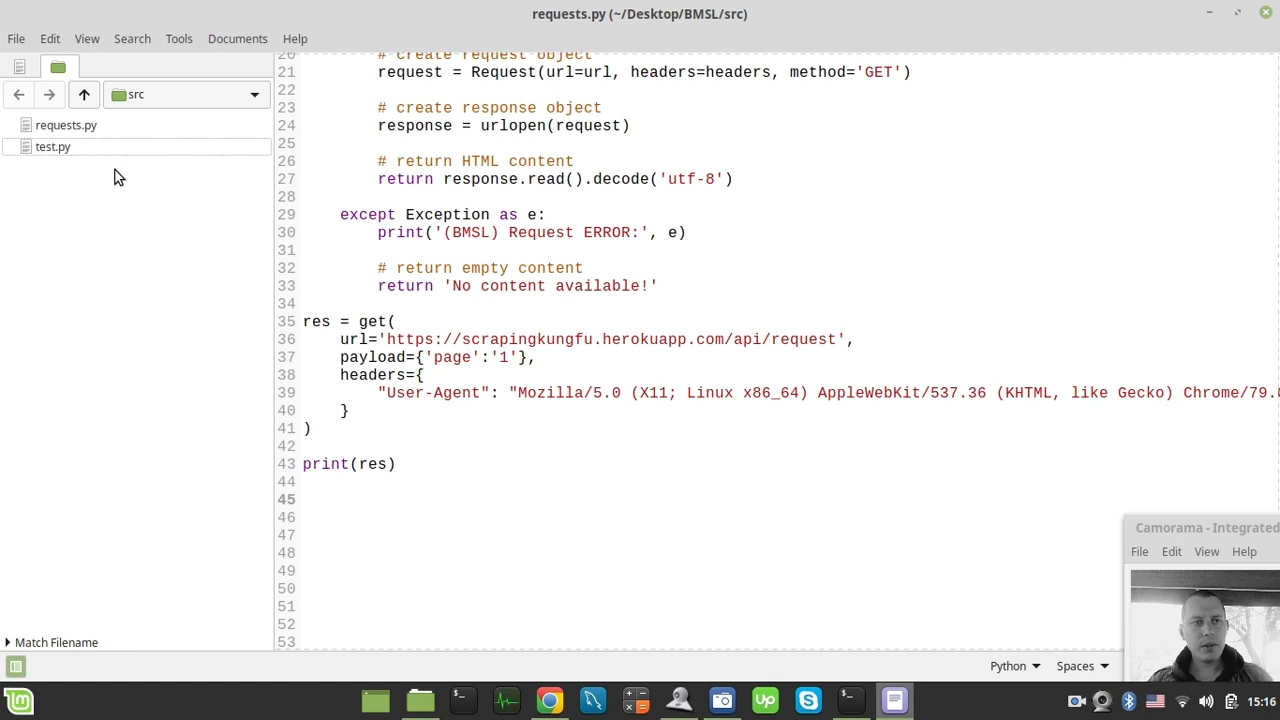 requests.py (~/Desktop/BMSL/src)
File Edit View Search Tools Documents Help
src
requests.py
test.py
Match Filename
20 # create request object
21 request = Request(url=url, headers=headers, method='GET')
22
23 # create response object
24 response = urlopen(request)
25
26 # return HTML content
27 return response.read().decode('utf-8')
28
29 except Exception as e:
30 print('(BMSL) Request ERROR:', e)
31
32 # return empty content
33 return 'No content available!'
34
35 res = get(
36 url='https://scrapingkungfu.herokuapp.com/api/request',
37 payload={'page':'1'},
38 headers={
39 "User-Agent": "Mozilla/5.0 (X11; Linux x86_64) AppleWebKit/537.36 (KHTML, like Gecko) Chrome/79.
40 }
41 )
42
43 print(res)
44
45
46
47
48
49
50
51
52
53
Camorama - Integrated
File Edit View Help
Python Spaces
Up
15:16